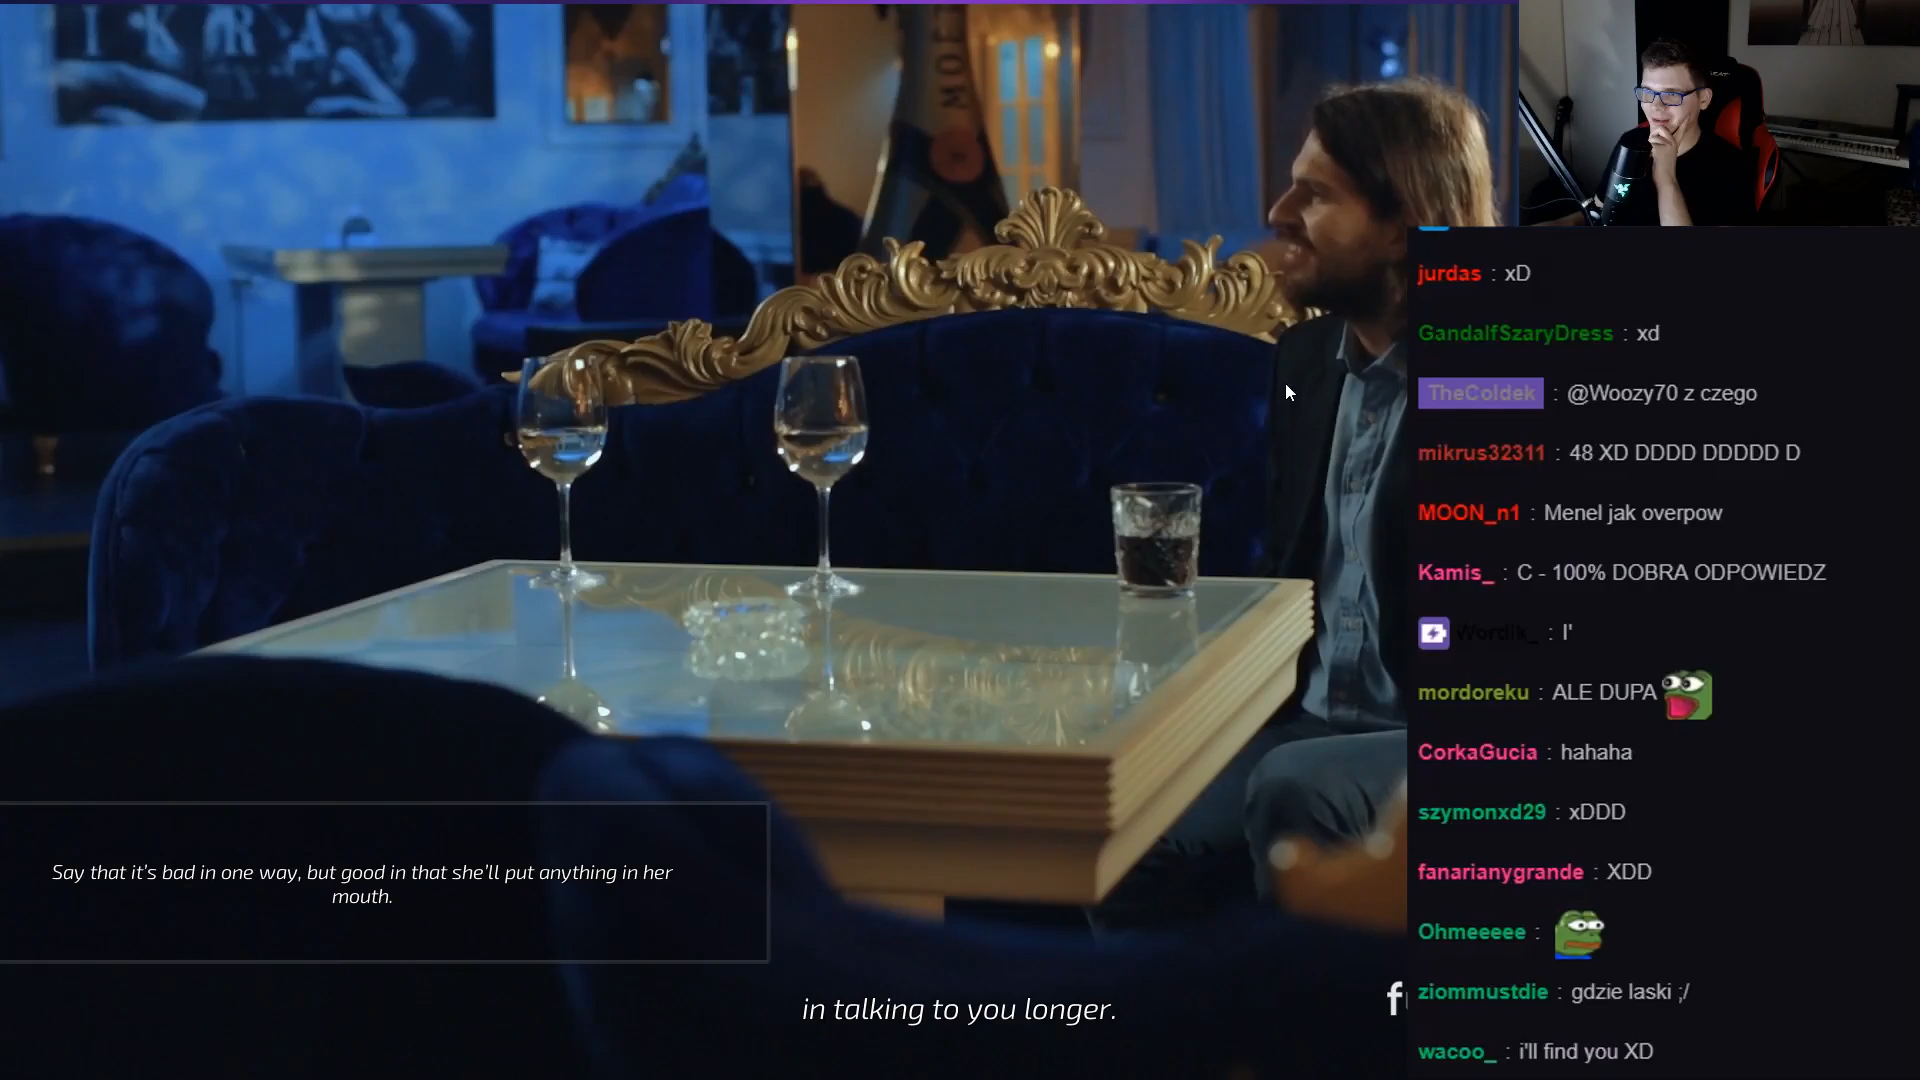 IKRA
MOË
jurdas : xD
GandalfSzaryDress : xd
TheColdek : @Woozy70 z czego
mikrus32311 : 48 XD DDDD DDDDD D
MOON_n1 : Menel jak overpow
Kamis_ : C - 100% DOBRA ODPOWIEDZ
Wordik_ : l'
mordoreku : ALE DUPA
CorkaGucia : hahaha
szymonxd29 : xDDD
fanarianygrande : XDD
Ohmeeeee :
ziommustdie : gdzie laski ;/
wacoo_ : i'll find you XD
Say that it’s bad in one way, but good in that she’ll put anything in her
mouth.
in talking to you longer.